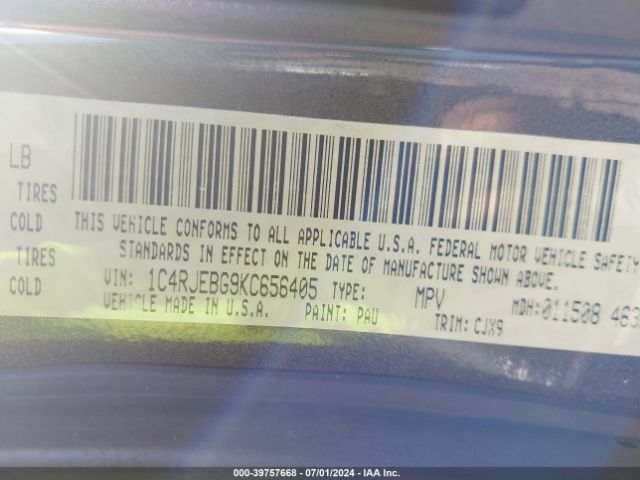 LB
TIRES
COLD
TIRES
COLD
THIS VEHICLE CONFORMS TO ALL APPLICABLE U.S.A. FEDERAL MOTOR VEHICLE SAFETY
STANDARDS IN EFFECT ON THE DATE OF MANUFACTURE SHOWN ABOVE.
VIN: 1C4RJEBG9KC656405 TYPE: MPV MDH:011508 463
VEHICLE MADE IN U.S.A. PAINT: PAU TRIM: CJX9
000-39757668 - 07/01/2024 - IAA Inc.